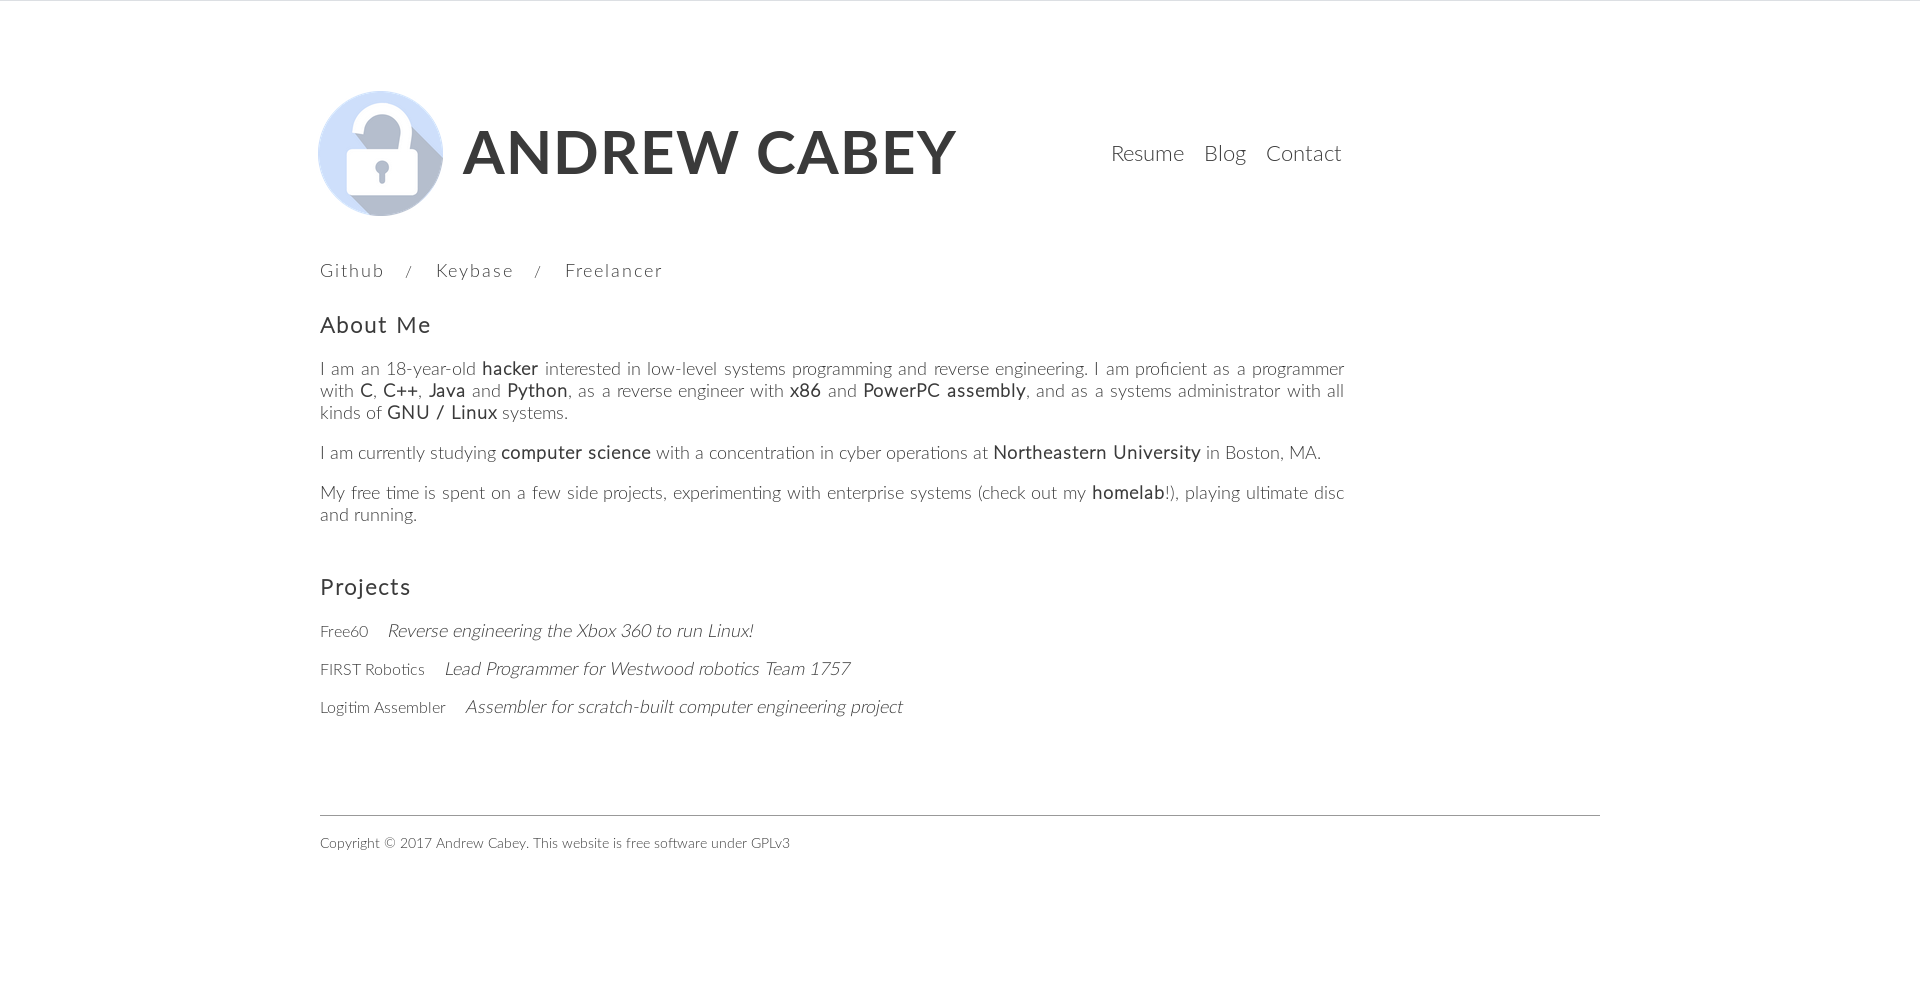 ANDREW CABEY
Resume Blog Contact
Github / Keybase / Freelancer
About Me
I am an 18-year-old hacker interested in low-level systems programming and reverse engineering. I am proficient as a programmer
with C, C++, Java and Python, as a reverse engineer with x86 and PowerPC assembly, and as a systems administrator with all
kinds of GNU / Linux systems.
I am currently studying computer science with a concentration in cyber operations at Northeastern University in Boston, MA.
My free time is spent on a few side projects, experimenting with enterprise systems (check out my homelab!), playing ultimate disc
and running.
Projects
Free60 Reverse engineering the Xbox 360 to run Linux!
FIRST Robotics Lead Programmer for Westwood robotics Team 1757
Logitim Assembler Assembler for scratch-built computer engineering project
Copyright © 2017 Andrew Cabey. This website is free software under GPLv3